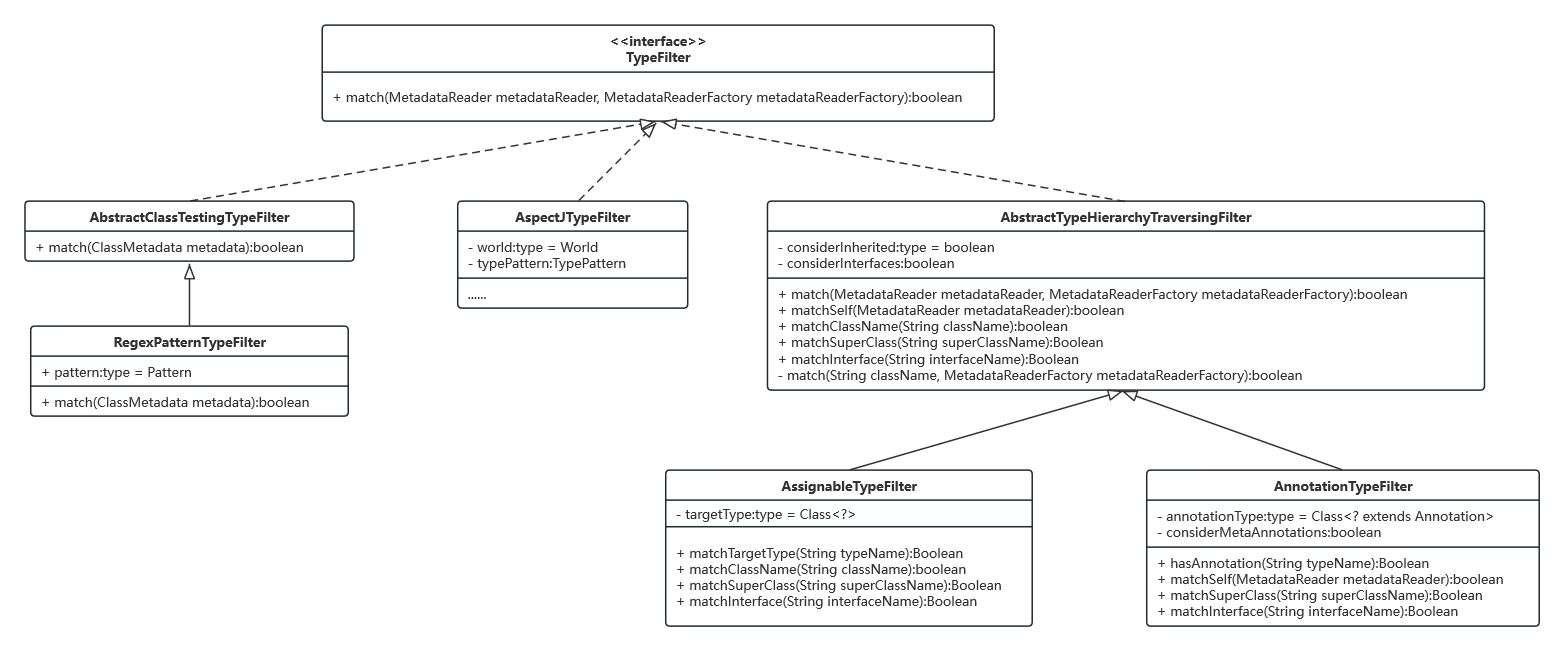 <<interface>>
TypeFilter
+ match(MetadataReader metadataReader, MetadataReaderFactory metadataReaderFactory):boolean
AbstractClassTestingTypeFilter
+ match(ClassMetadata metadata):boolean
AspectJTypeFilter
- world:type = World
- typePattern:TypePattern
......
AbstractTypeHierarchyTraversingFilter
- considerInherited:type = boolean
- considerInterfaces:boolean
+ match(MetadataReader metadataReader, MetadataReaderFactory metadataReaderFactory):boolean
+ matchSelf(MetadataReader metadataReader):boolean
+ matchClassName(String className):boolean
+ matchSuperClass(String superClassName):Boolean
+ matchInterface(String interfaceName):Boolean
- match(String className, MetadataReaderFactory metadataReaderFactory):boolean
RegexPatternTypeFilter
+ pattern:type = Pattern
+ match(ClassMetadata metadata):boolean
AssignableTypeFilter
- targetType:type = Class<?>
+ matchTargetType(String typeName):Boolean
+ matchClassName(String className):boolean
+ matchSuperClass(String superClassName):Boolean
+ matchInterface(String interfaceName):Boolean
AnnotationTypeFilter
- annotationType:type = Class<? extends Annotation>
- considerMetaAnnotations:boolean
+ hasAnnotation(String typeName):Boolean
+ matchSelf(MetadataReader metadataReader):boolean
+ matchSuperClass(String superClassName):Boolean
+ matchInterface(String interfaceName):Boolean